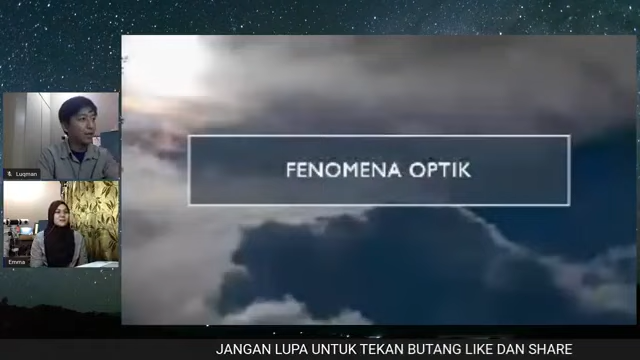 FENOMENA OPTIK
Luqman
Emma
JANGAN LUPA UNTUK TEKAN BUTANG LIKE DAN SHARE